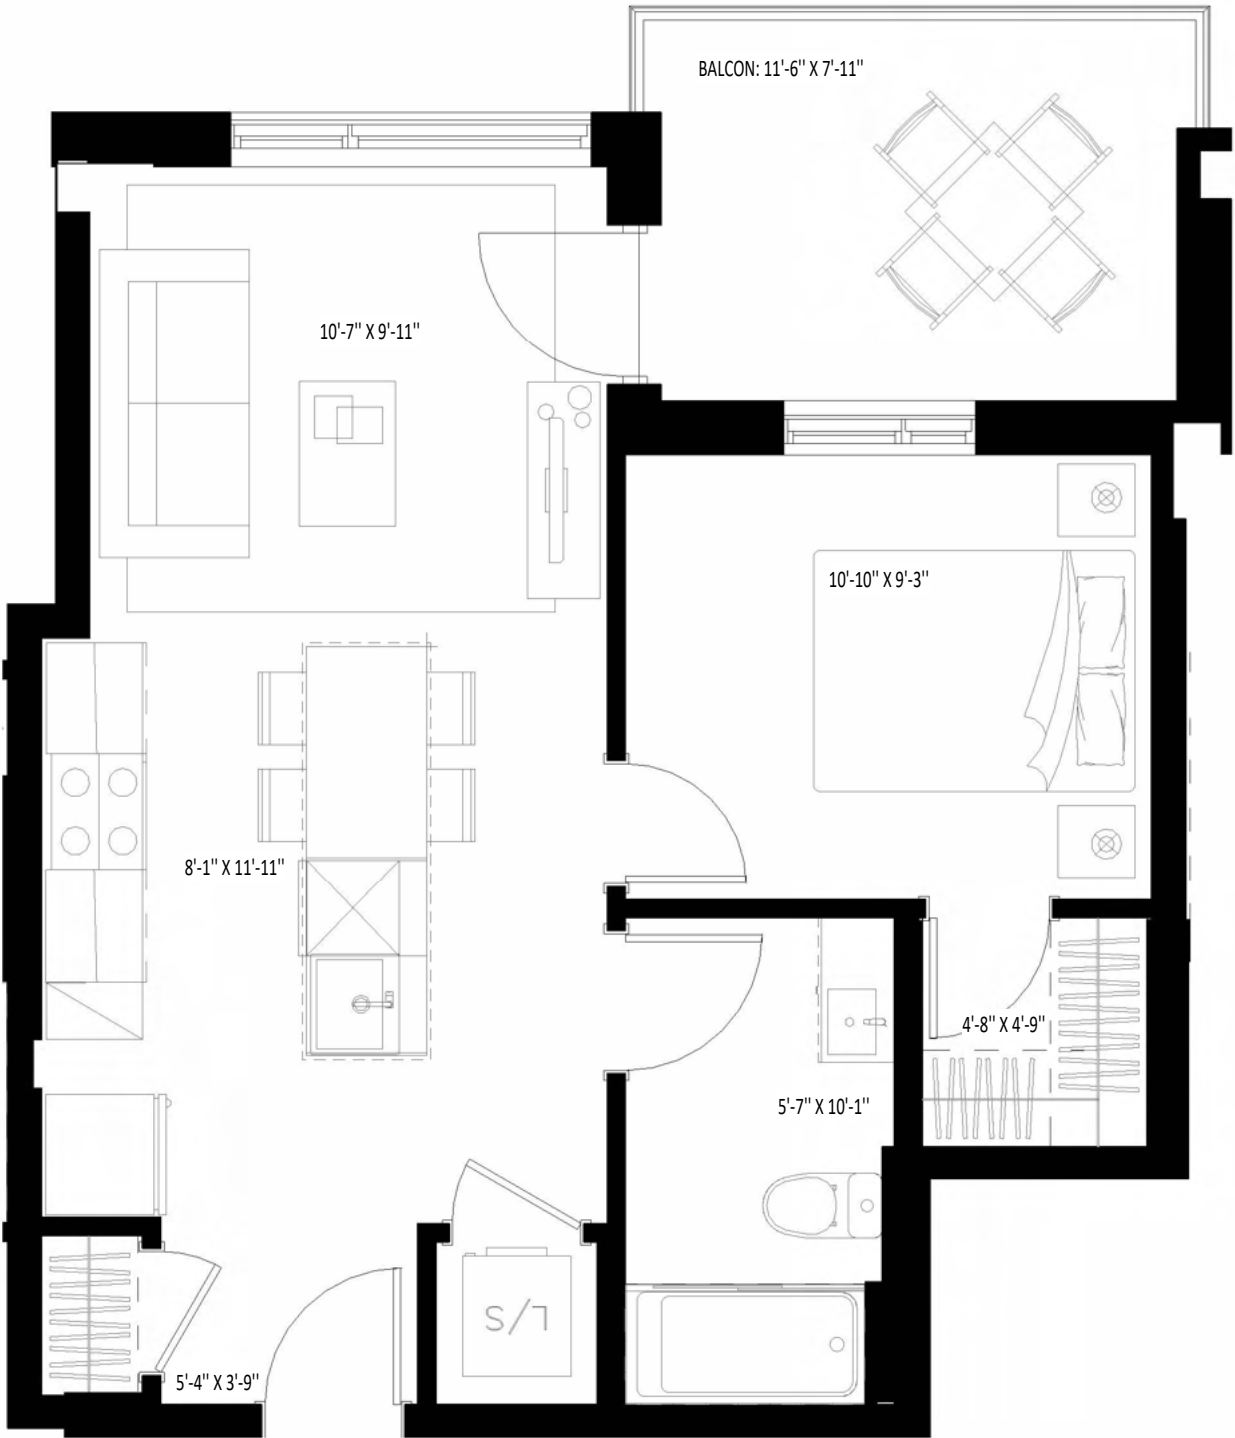 BALCON: 11'-6" X 7'-11"
10'-7" X 9'-11"
10'-10" X 9'-3"
8'-1" X 11'-11"
4'-8" X 4'-9"
5'-7" X 10'-1"
L/S
5'-4" X 3'-9"